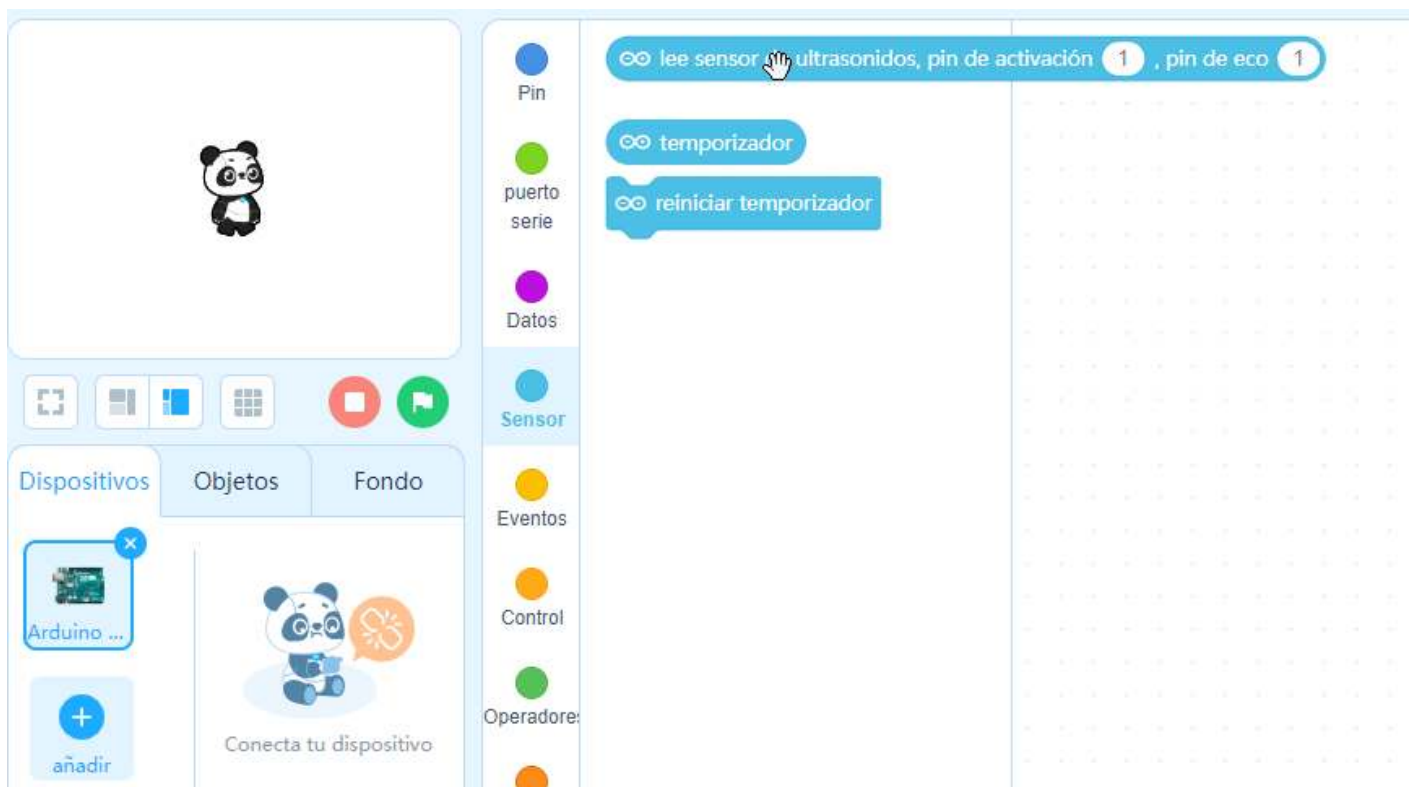 Pin
puerto
serie
Datos
Sensor
Eventos
Control
Operadores
lee sensor ultrasonidos, pin de activación 1 , pin de eco 1
temporizador
reiniciar temporizador
Dispositivos
Objetos
Fondo
Arduino ...
añadir
Conecta tu dispositivo